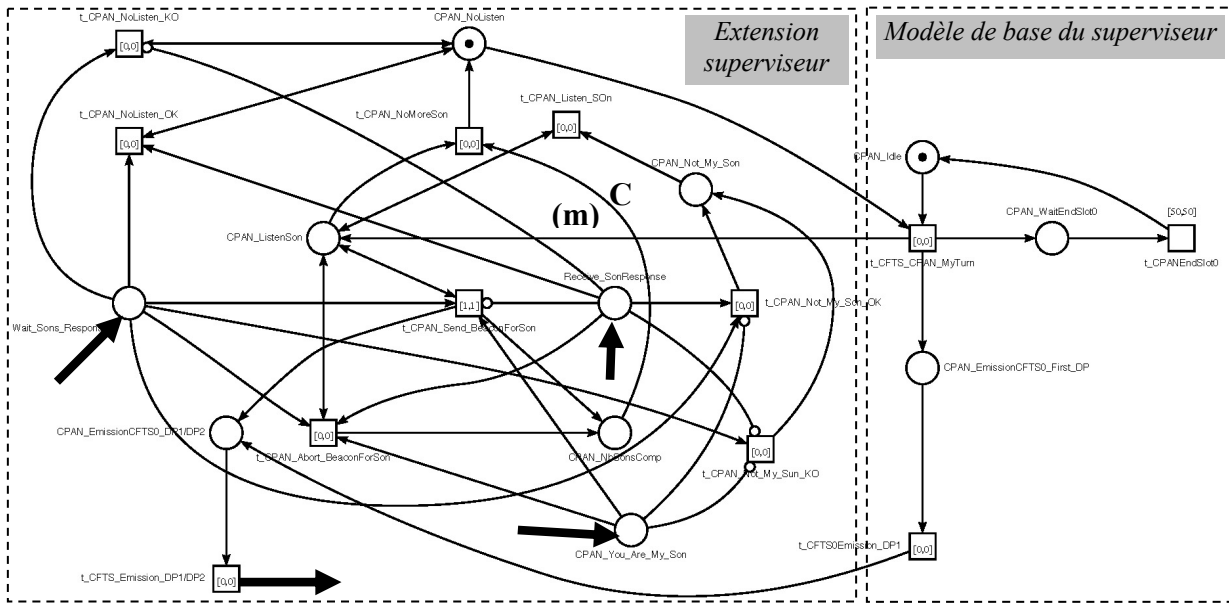 t_CPAN_NoListen_KO
[0,0]
CPAN_NoListen
Extension
superviseur
Modèle de base du superviseur
t_CPAN_NoListen_OK
[0,0]
t_CPAN_NoMoreSon
[0,0]
t_CPAN_Listen_SOn
[0,0]
CPAN_Not_My_Son
CPAN_Idle
C
(m)
CPAN_WaitEndSlot0
[50,50]
CPAN_ListenSon
[0,0]
t_CFTS_CPAN_MyTurn
t_CPANEndSlot0
Receive_SonResponse
Wait_Sons_Respon
[1,1]
t_CPAN_Send_BeaconForSon
[0,0]
t_CPAN_Not_My_Son_OK
CPAN_EmissionCFTS0_First_DP
CPAN_EmissionCFTS0_DP1/DP2
[0,0]
t_CPAN_Abort_BeaconForSon
CPAN_NbSonsComp
[0,0]
t_CPAN_Not_My_Sun_KO
CPAN_You_Are_My_Son
t_CFTS0Emission_DP1
[0,0]
t_CFTS_Emission_DP1/DP2
[0,0]